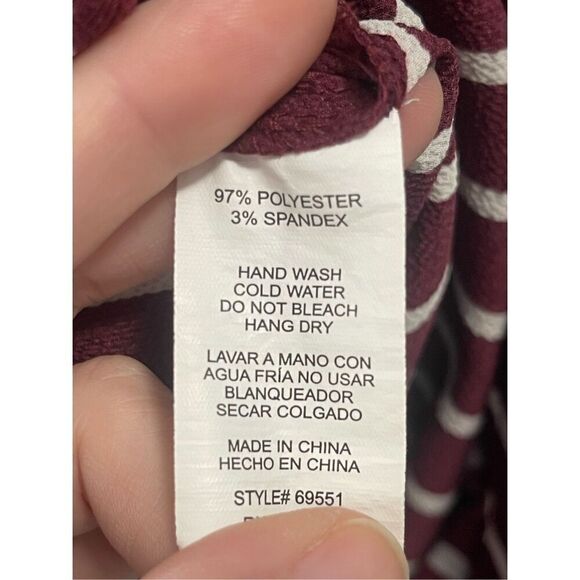 97% POLYESTER
3% SPANDEX
HAND WASH
COLD WATER
DO NOT BLEACH
HANG DRY
LAVAR A MANO CON
AGUA FRÍA NO USAR
BLANQUEADOR
SECAR COLGADO
MADE IN CHINA
HECHO EN CHINA
STYLE# 69551